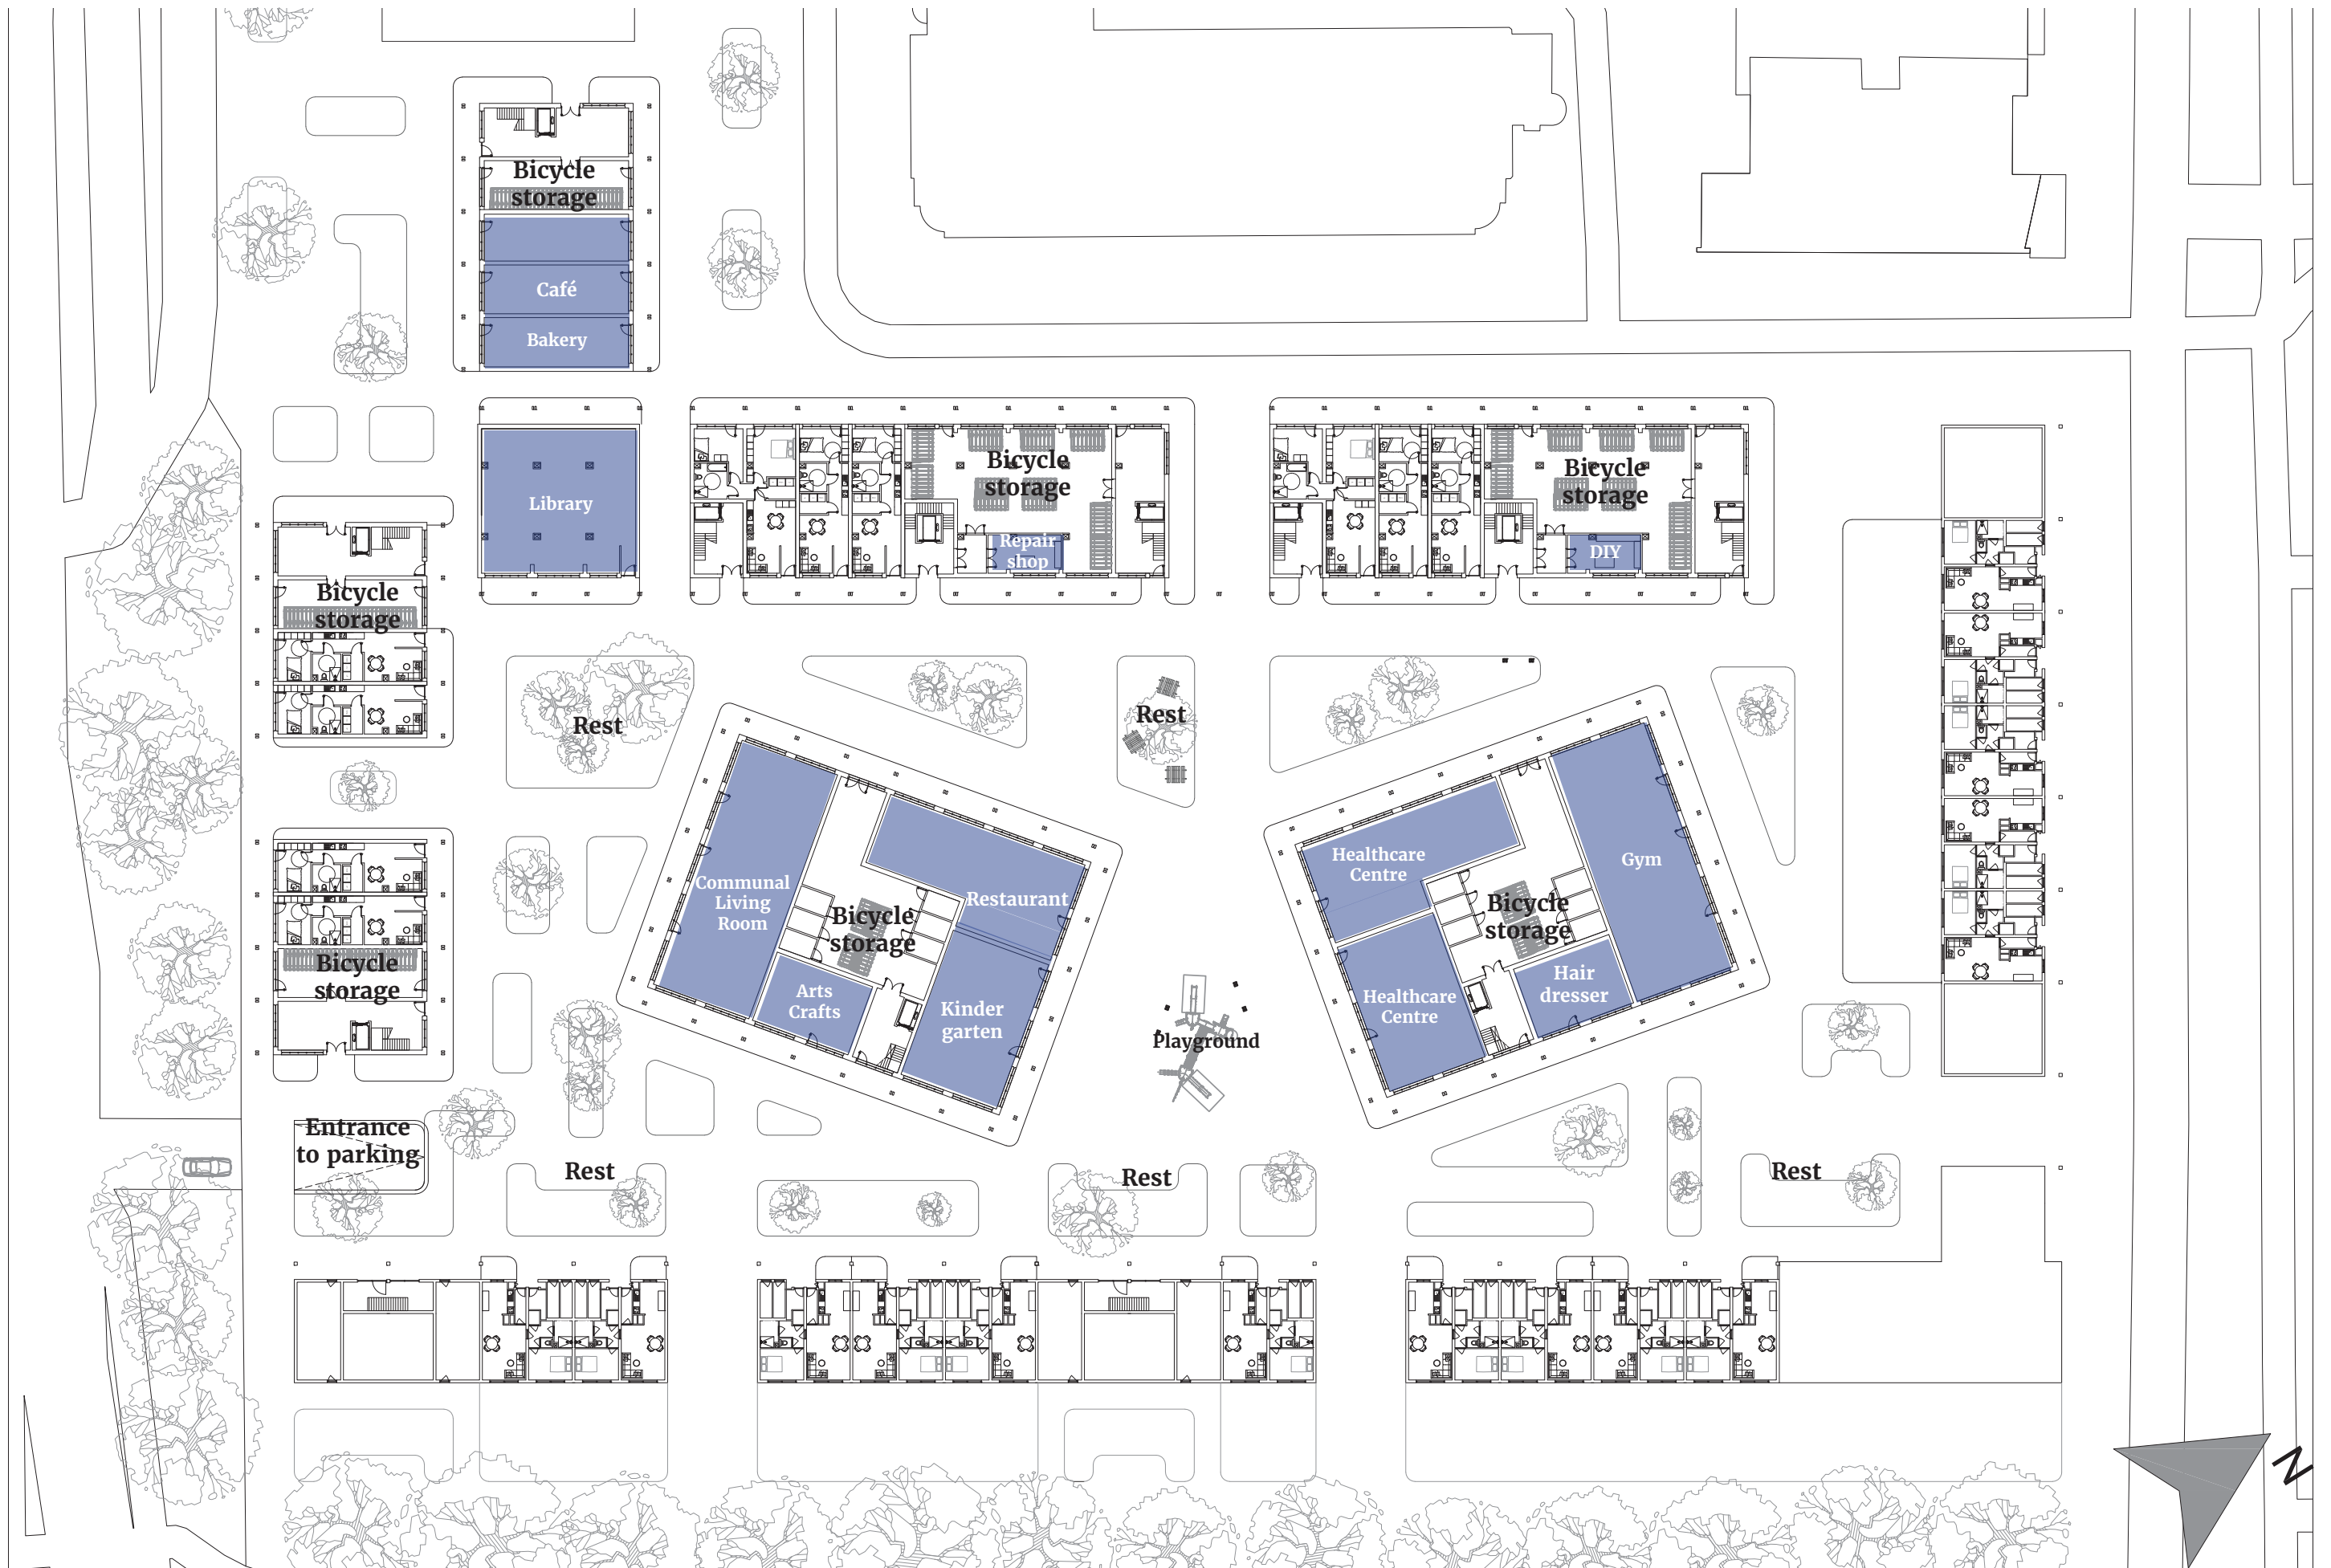 Bicycle
storage
Café
Bakery
Library
Bicycle
storage
Repair
shop
Bicycle
storage
DIY
Bicycle
storage
Rest
Rest
Communal
Living
Room
Restaurant
Bicycle
storage
Arts
Crafts
Kinder
garten
Healthcare
Centre
Gym
Bicycle
storage
Healthcare
Centre
Hair
dresser
Bicycle
storage
Playground
Entrance
to parking
Rest
Rest
Rest
N